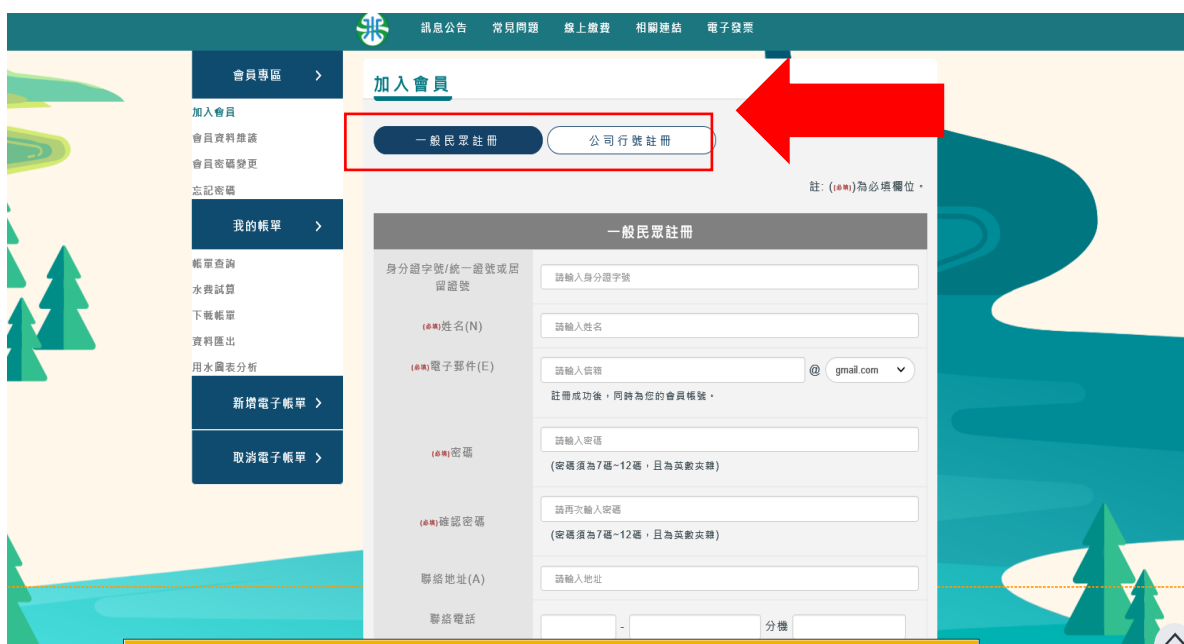 訊息公告 常見問題 線上繳費 相關連結 電子發票
會員專區
加入會員
會員資料維護
會員密碼變更
忘記密碼
我的帳單
帳單查詢
水費試算
下載帳單
資料匯出
用水圖表分析
新增電子帳單
取消電子帳單
加入會員
一般民眾註冊 公司行號註冊
註: (必填)為必填欄位。
一般民眾註冊
身分證字號/統一證號或居
留證號
請輸入身分證字號
(必填)姓名(N)
請輸入姓名
(必填)電子郵件(E)
請輸入信箱 @ gmail.com
註冊成功後，同時為您的會員帳號。
(必填)密碼
請輸入密碼
(密碼須為7碼~12碼，且為英數夾雜)
(必填)確認密碼
請再次輸入密碼
(密碼須為7碼~12碼，且為英數夾雜)
聯絡地址(A)
請輸入地址
聯絡電話
- 分機